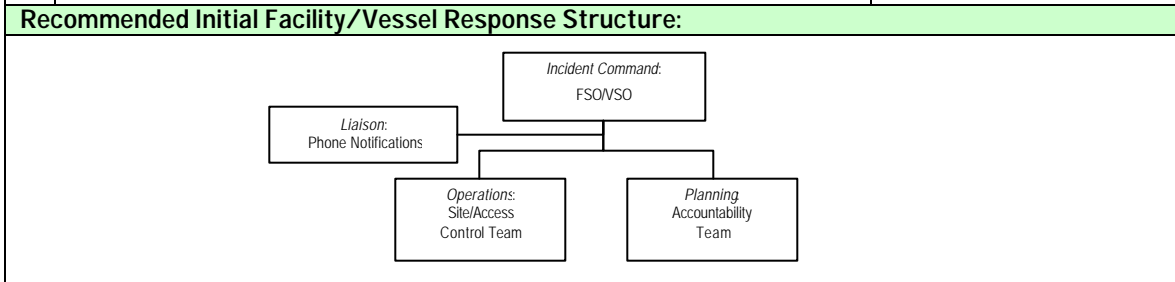 Recommended Initial Facility/Vessel Response Structure:
Incident Command:
FSO/VSO
Liaison:
Phone Notifications
Operations:
Site/Access
Control Team
Planning:
Accountability
Team